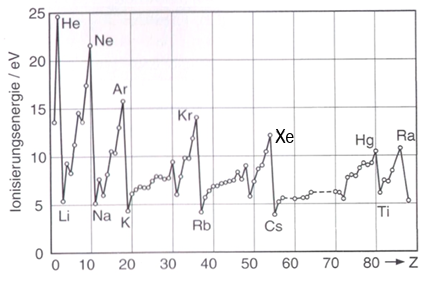 Ionisierungsenergie / eV
25
20
15
10
5
0
He
Ne
Ar
Kr
Xe
Hg
Ra
Li
Na
K
Rb
Cs
Ti
0 10 20 30 40 50 60 70 80 → Z